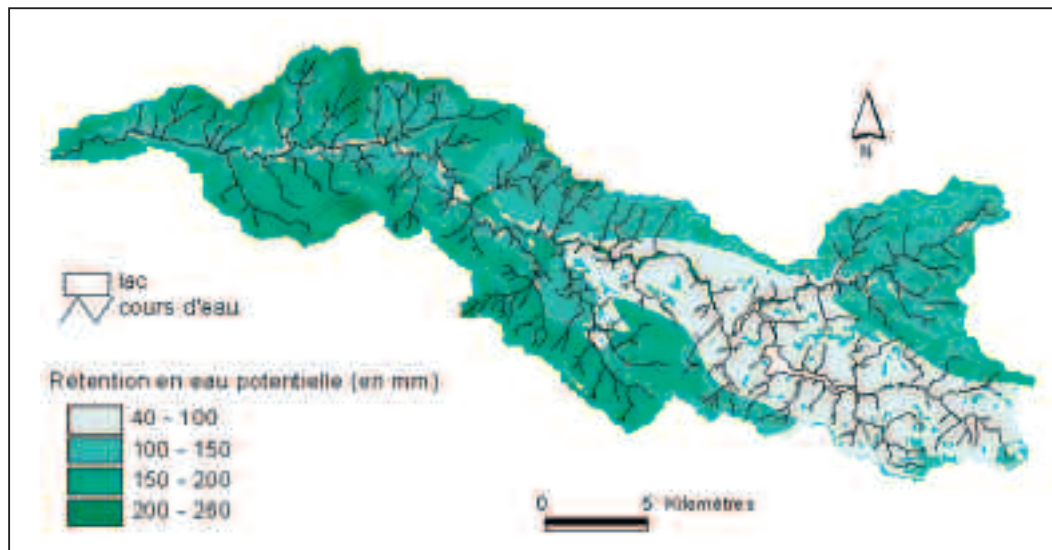 N
lac
cours d'eau
Rétention en eau potentielle (en mm)
40 - 100
100 - 150
150 - 200
200 - 260
0 5 Kilomètres